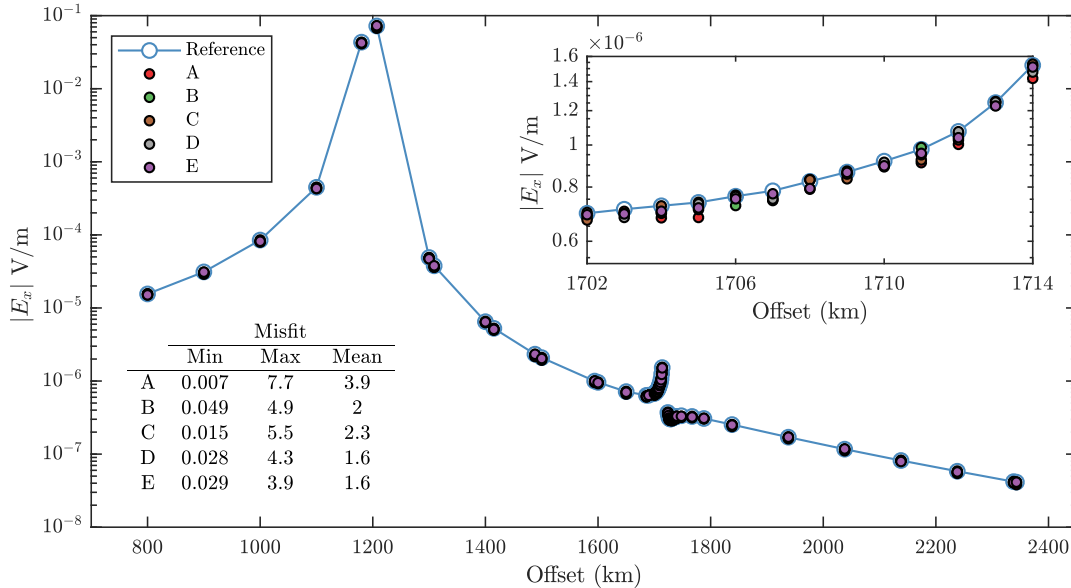 10^-1
10^-2
10^-3
10^-4
10^-5
10^-6
10^-7
10^-8
|E_x| V/m
Reference
A
B
C
D
E
Misfit
Min Max Mean
A 0.007 7.7 3.9
B 0.049 4.9 2
C 0.015 5.5 2.3
D 0.028 4.3 1.6
E 0.029 3.9 1.6
800 1000 1200 1400 1600 1800 2000 2200 2400
Offset (km)
×10^-6
1.6
1.4
1.2
1
0.8
0.6
|E_x| V/m
1702 1706 1710 1714
Offset (km)